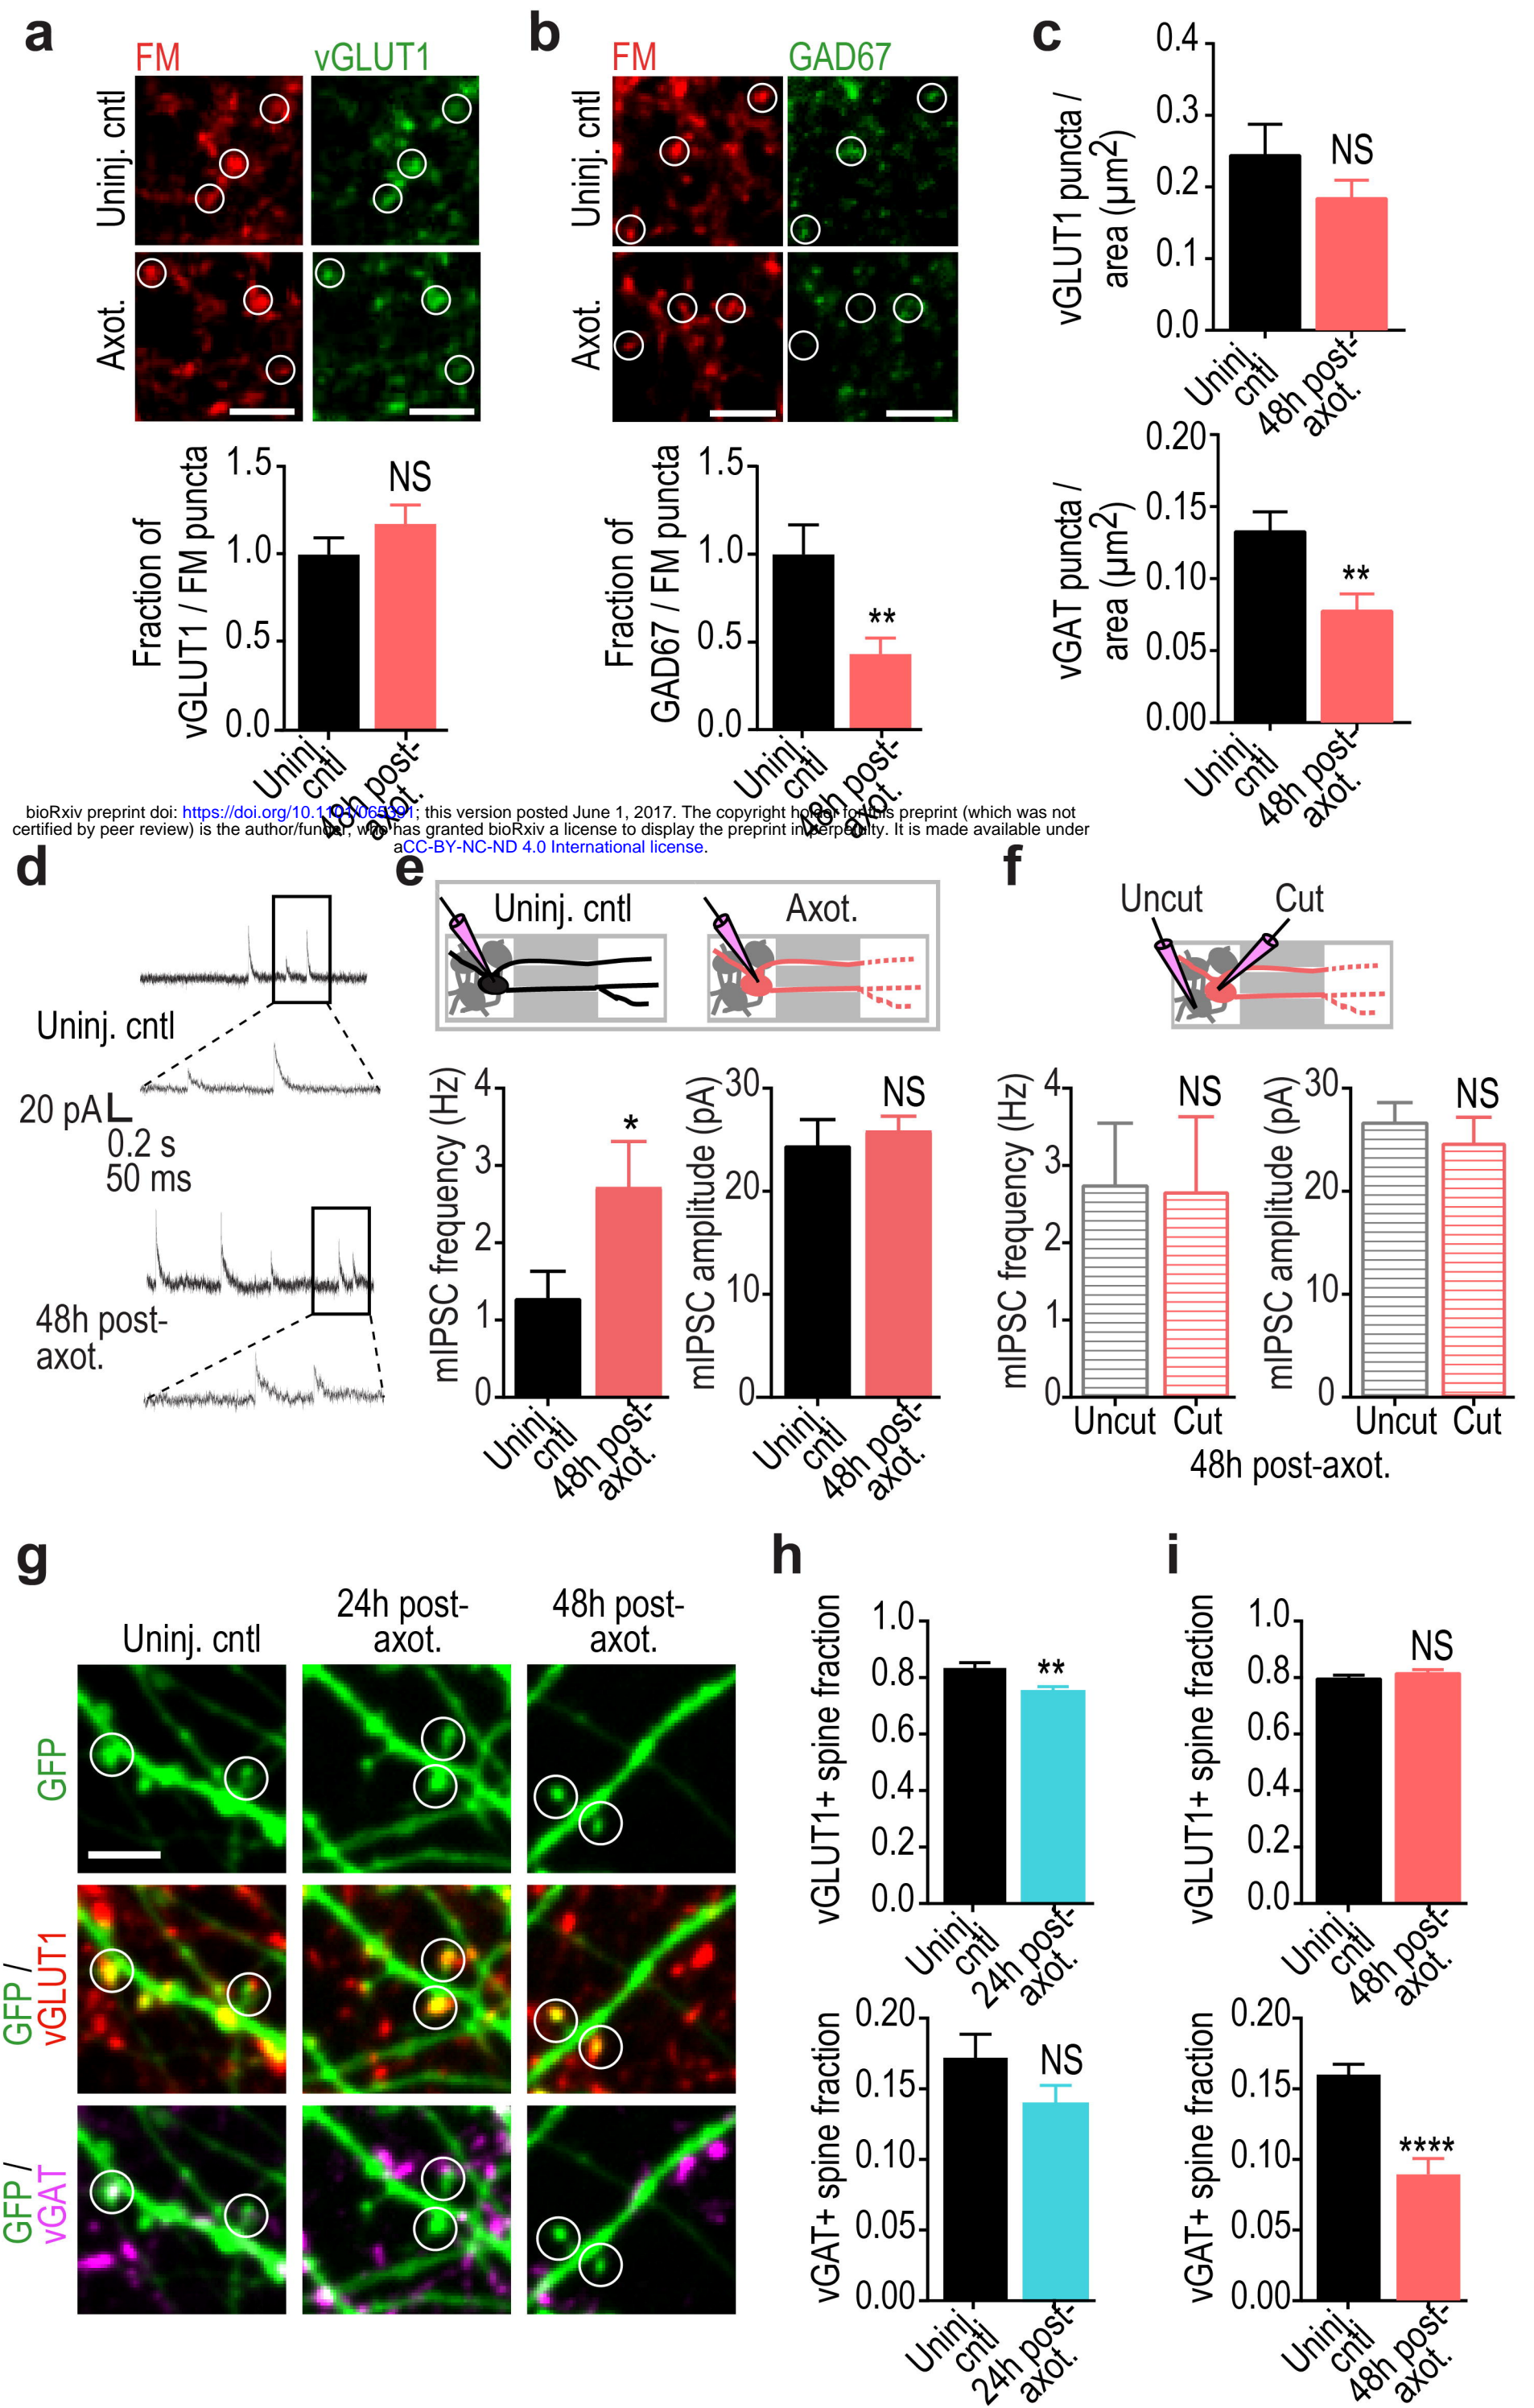 a
FM vGLUT1
Uninj. cntl
Axot.
Fraction of
vGLUT1 / FM puncta
1.5
1.0
0.5
0.0
NS
Uninj.
cntl
48h post-
axot.
b
FM GAD67
Uninj. cntl
Axot.
Fraction of
GAD67 / FM puncta
1.5
1.0
0.5
0.0
**
Uninj.
cntl
48h post-
axot.
c
vGLUT1 puncta /
area (µm2)
0.4
0.3
0.2
0.1
0.0
NS
Uninj.
cntl
48h post-
axot.
vGAT puncta /
area (µm2)
0.20
0.15
0.10
0.05
0.00
**
Uninj.
cntl
48h post-
axot.
bioRxiv preprint doi: https://doi.org/10.1101/065391; this version posted June 1, 2017. The copyright holder for this preprint (which was not
certified by peer review) is the author/funder, who has granted bioRxiv a license to display the preprint in perpetuity. It is made available under
aCC-BY-NC-ND 4.0 International license.
d
Uninj. cntl
20 pA
0.2 s
50 ms
48h post-
axot.
e
Uninj. cntl Axot.
mIPSC frequency (Hz)
4
3
2
1
0
*
Uninj.
cntl
48h post-
axot.
mIPSC amplitude (pA)
30
20
10
0
NS
Uninj.
cntl
48h post-
axot.
f
Uncut Cut
mIPSC frequency (Hz)
4
3
2
1
0
NS
Uncut Cut
mIPSC amplitude (pA)
30
20
10
0
NS
Uncut Cut
48h post-axot.
g
Uninj. cntl
24h post-
axot.
48h post-
axot.
GFP
GFP /
vGLUT1
GFP /
vGAT
h
vGLUT1+ spine fraction
1.0
0.8
0.6
0.4
0.2
0.0
**
Uninj.
cntl
24h post-
axot.
vGAT+ spine fraction
0.20
0.15
0.10
0.05
0.00
NS
Uninj.
cntl
24h post-
axot.
i
vGLUT1+ spine fraction
1.0
0.8
0.6
0.4
0.2
0.0
NS
Uninj.
cntl
48h post-
axot.
vGAT+ spine fraction
0.20
0.15
0.10
0.05
0.00
****
Uninj.
cntl
48h post-
axot.